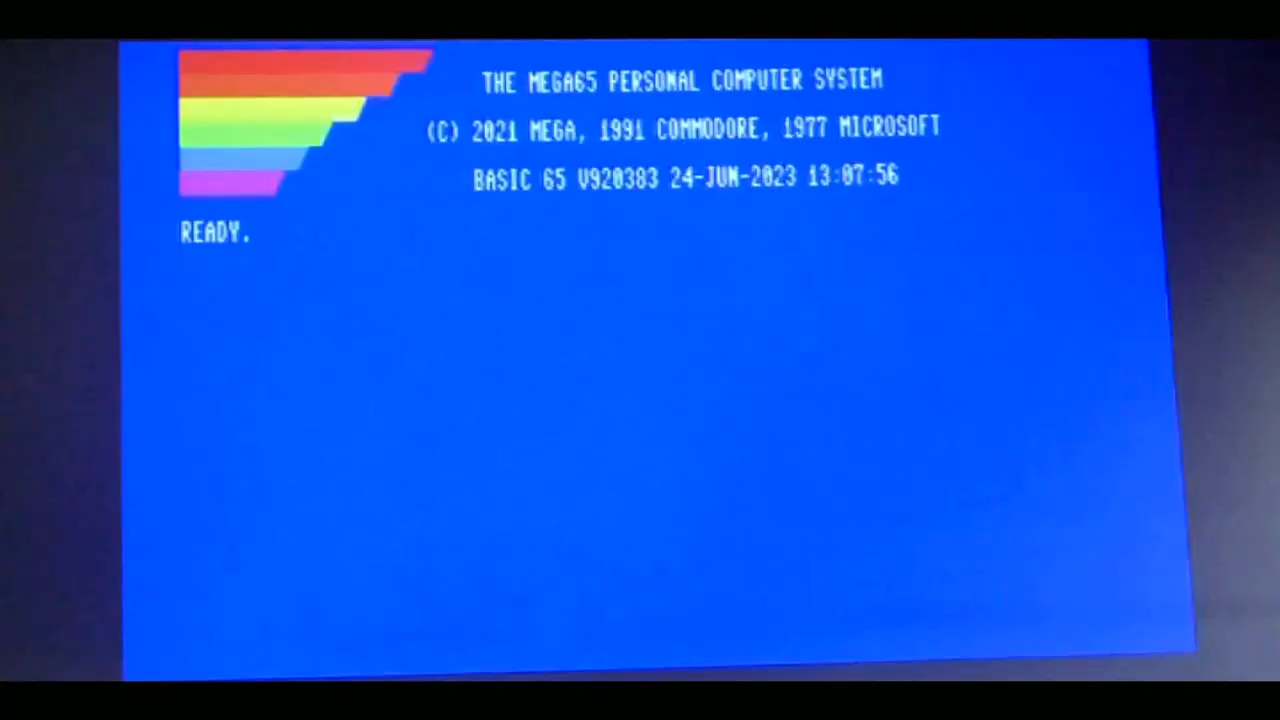 THE MEGA65 PERSONAL COMPUTER SYSTEM
(C) 2021 MEGA, 1991 COMMODORE, 1977 MICROSOFT
BASIC 65 V920383 24-JUN-2023 13:07:56
READY.